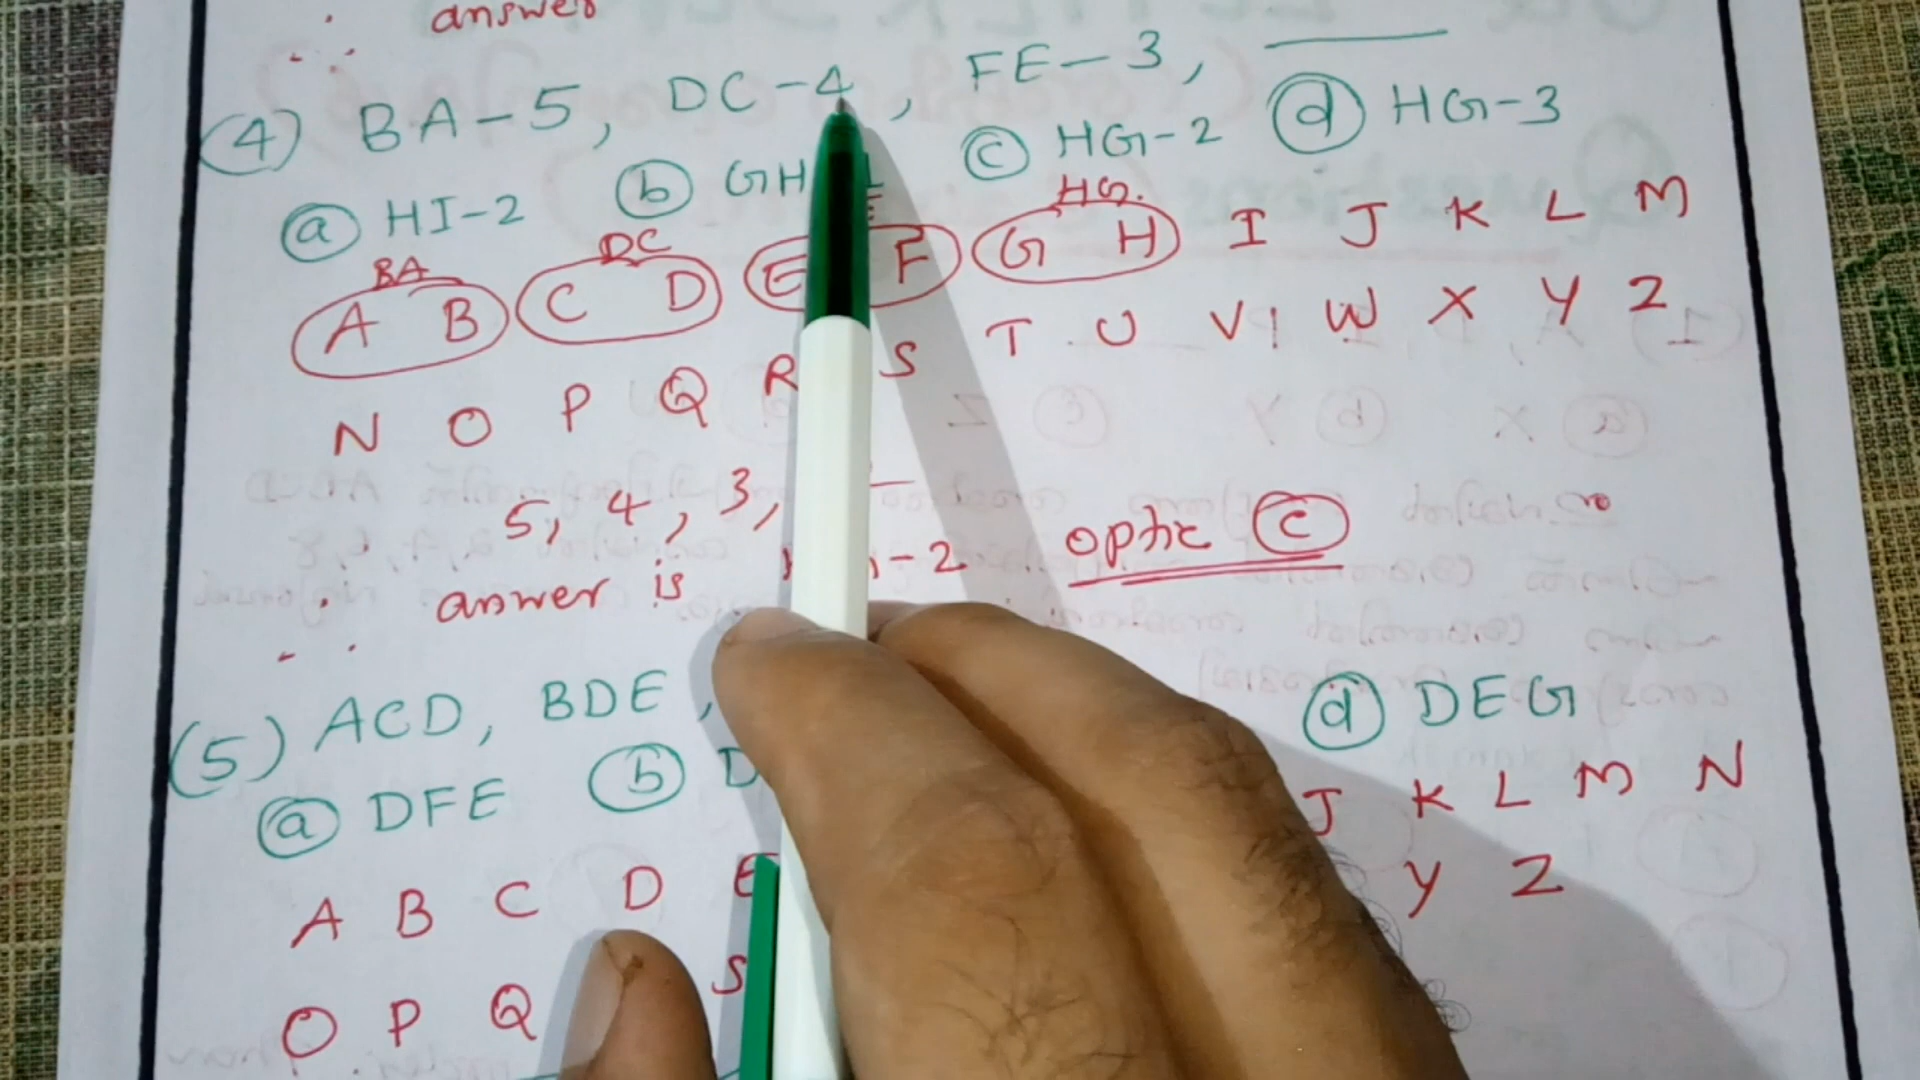 answer
(4) BA-5, DC-4, FE-3,
(a) HI-2 (b) GH (c) HG-2 (d) HG-3
BA DC E HG.
A B C D E F G H I J K L M
N O P Q R S T U V W X Y Z
5, 4, 3,
answer is -2 optic (c)
(5) ACD, BDE,
(a) DFE (b) D (d) DEG
A B C D E J K L M N
O P Q S Y Z